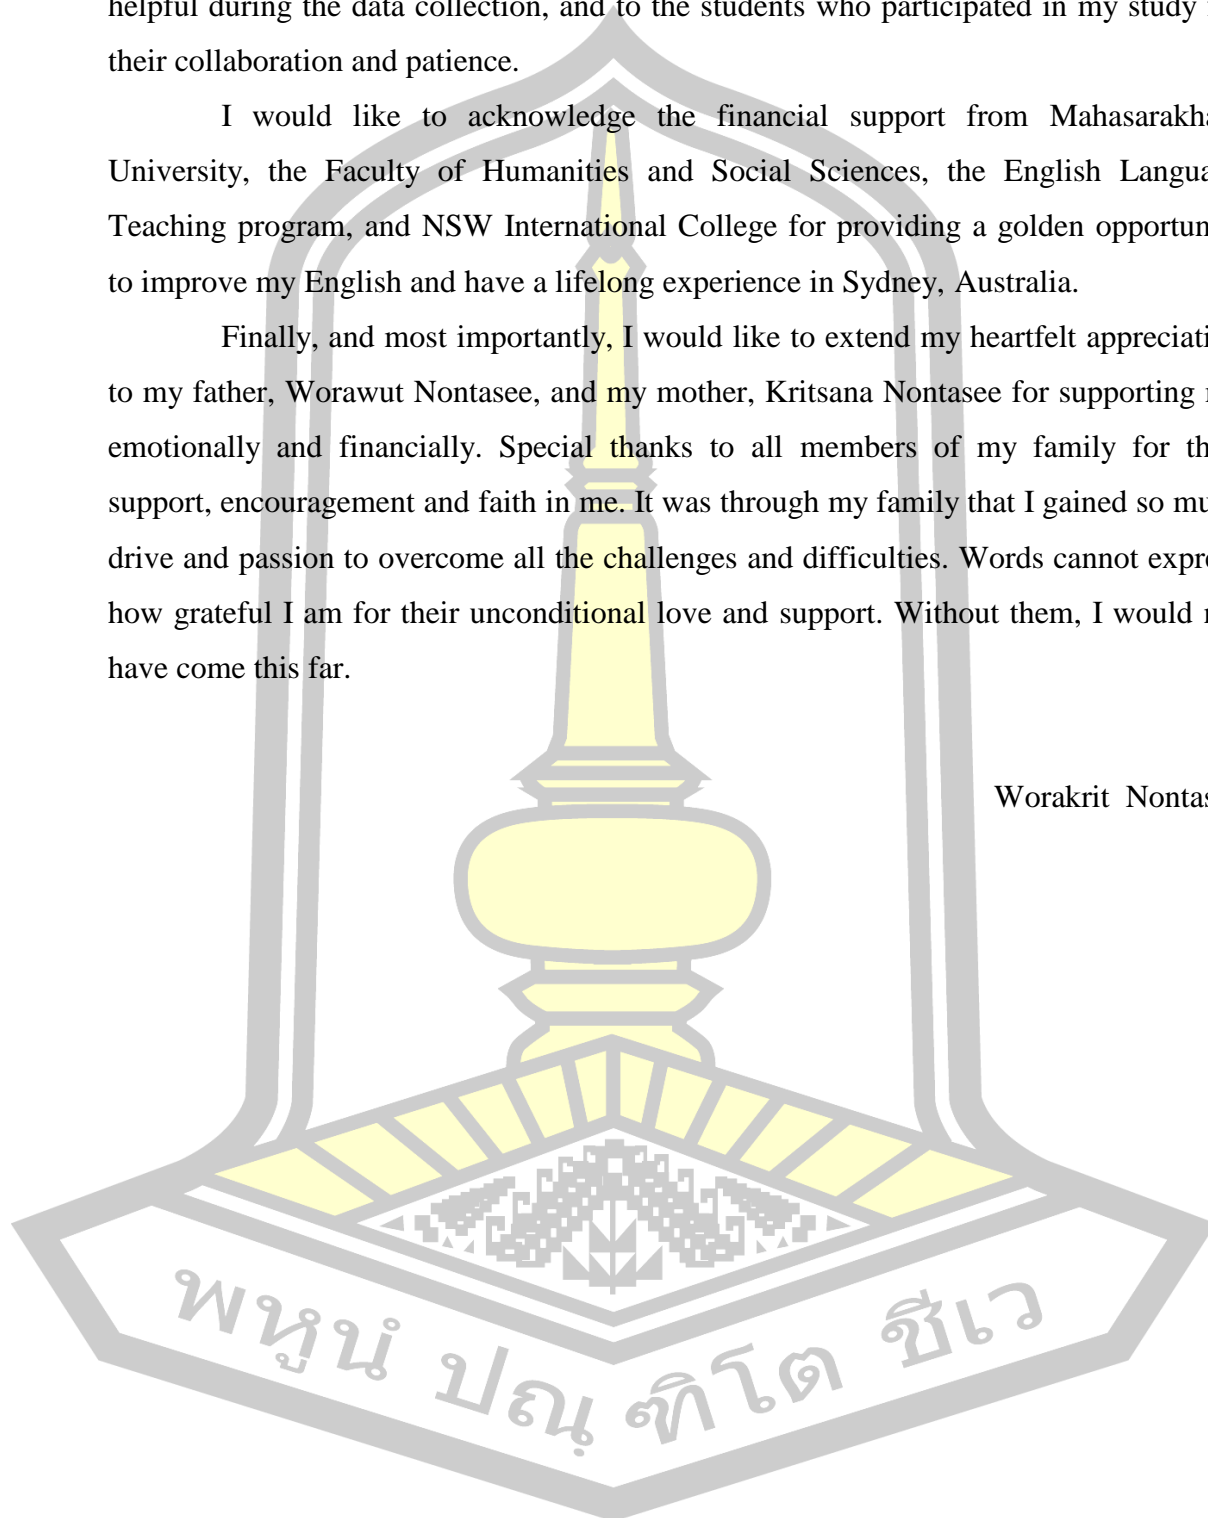 helpful during the data collection, and to the students who participated in my study
their collaboration and patience.
I would like to acknowledge the financial support from Mahasarakha
University, the Faculty of Humanities and Social Sciences, the English Langua
Teaching program, and NSW International College for providing a golden opportun
to improve my English and have a lifelong experience in Sydney, Australia.
Finally, and most importantly, I would like to extend my heartfelt appreciati
to my father, Worawut Nontasee, and my mother, Kritsana Nontasee for supporting
emotionally and financially. Special thanks to all members of my family for th
support, encouragement and faith in me. It was through my family that I gained so mu
drive and passion to overcome all the challenges and difficulties. Words cannot expre
how grateful I am for their unconditional love and support. Without them, I would
have come this far.
Worakrit Nontas
พหูนํ ปณฺฑิโต ชีเว